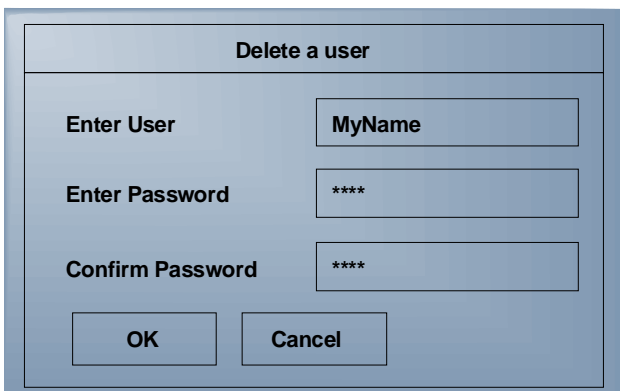 Delete a user
Enter User MyName
Enter Password ****
Confirm Password ****
OK Cancel